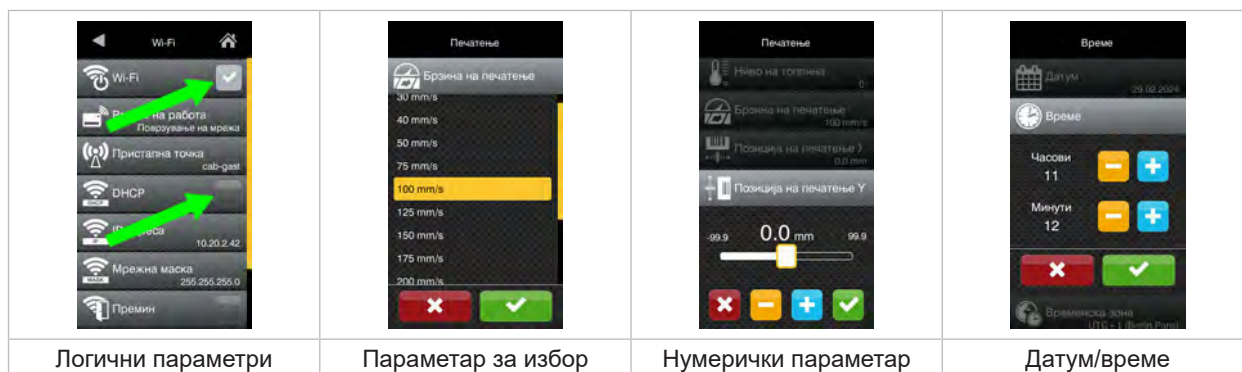 Wi-Fi
Wi-Fi
на работа
Поврзување на мрежа
Пристапна точка
cab-gast
DHCP
DHCP
IP
10.20.2.42
Мрежна маска
MASK
255.255.255.0
Премин
Логични параметри
Печатење
Брзина на печатење
30 mm/s
40 mm/s
50 mm/s
75 mm/s
100 mm/s
125 mm/s
150 mm/s
175 mm/s
200 mm/s
Параметар за избор
Печатење
Ниво на топлина
0
Брзина на печатење
100 mm/s
Позиција на печатење X
0.0 mm
Позиција на печатење Y
-99.9 0.0 mm 99.9
Нумерички параметар
Време
Датум
29.02.2024
Време
Часови
11
Минути
12
Временска зона
UTC +1 (Berlin,Paris)
Датум/време